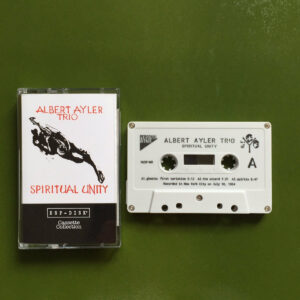 ALBERT AYLER
TRIO
SPIRITUAL UNITY
ESP-DISK'
Cassette
Collection
ALBERT AYLER TRIO
SPIRITUAL UNITY
A
Recorded in New York City on July 10, 1964